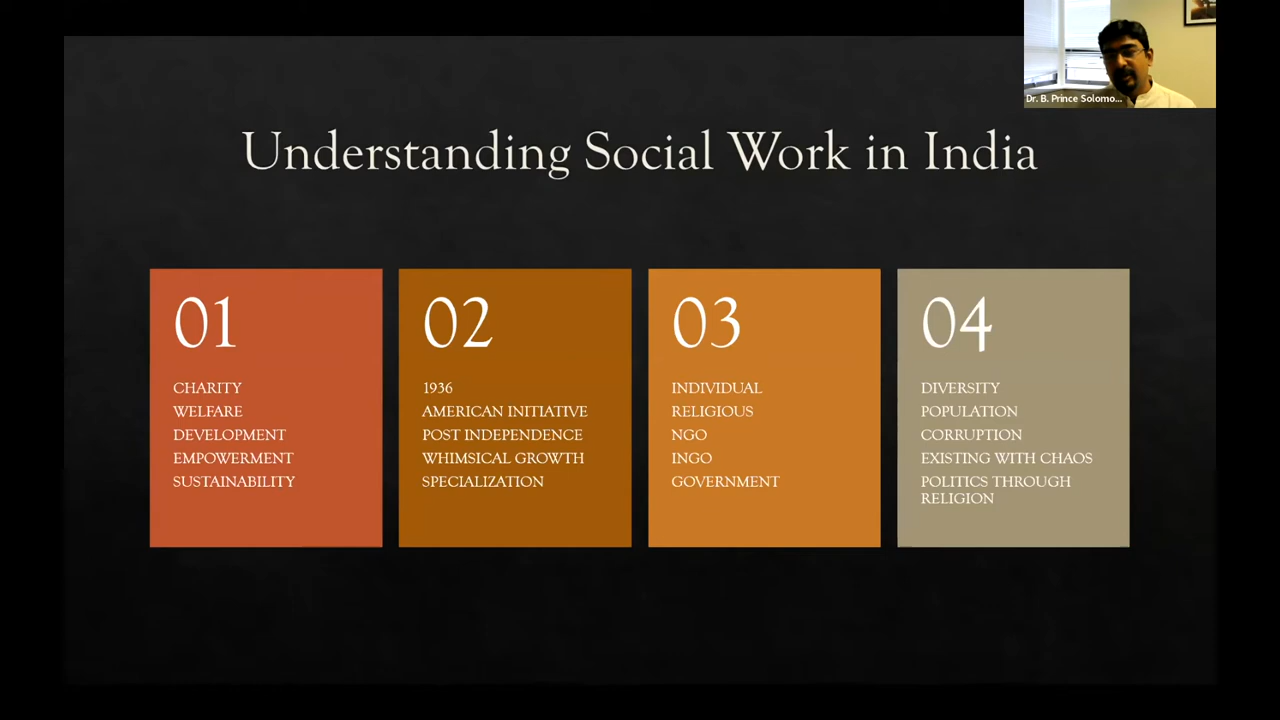 Dr. B. Prince Solomo...
Understanding Social Work in India
01
CHARITY
WELFARE
DEVELOPMENT
EMPOWERMENT
SUSTAINABILITY
02
1936
AMERICAN INITIATIVE
POST INDEPENDENCE
WHIMSICAL GROWTH
SPECIALIZATION
03
INDIVIDUAL
RELIGIOUS
NGO
INGO
GOVERNMENT
04
DIVERSITY
POPULATION
CORRUPTION
EXISTING WITH CHAOS
POLITICS THROUGH
RELIGION